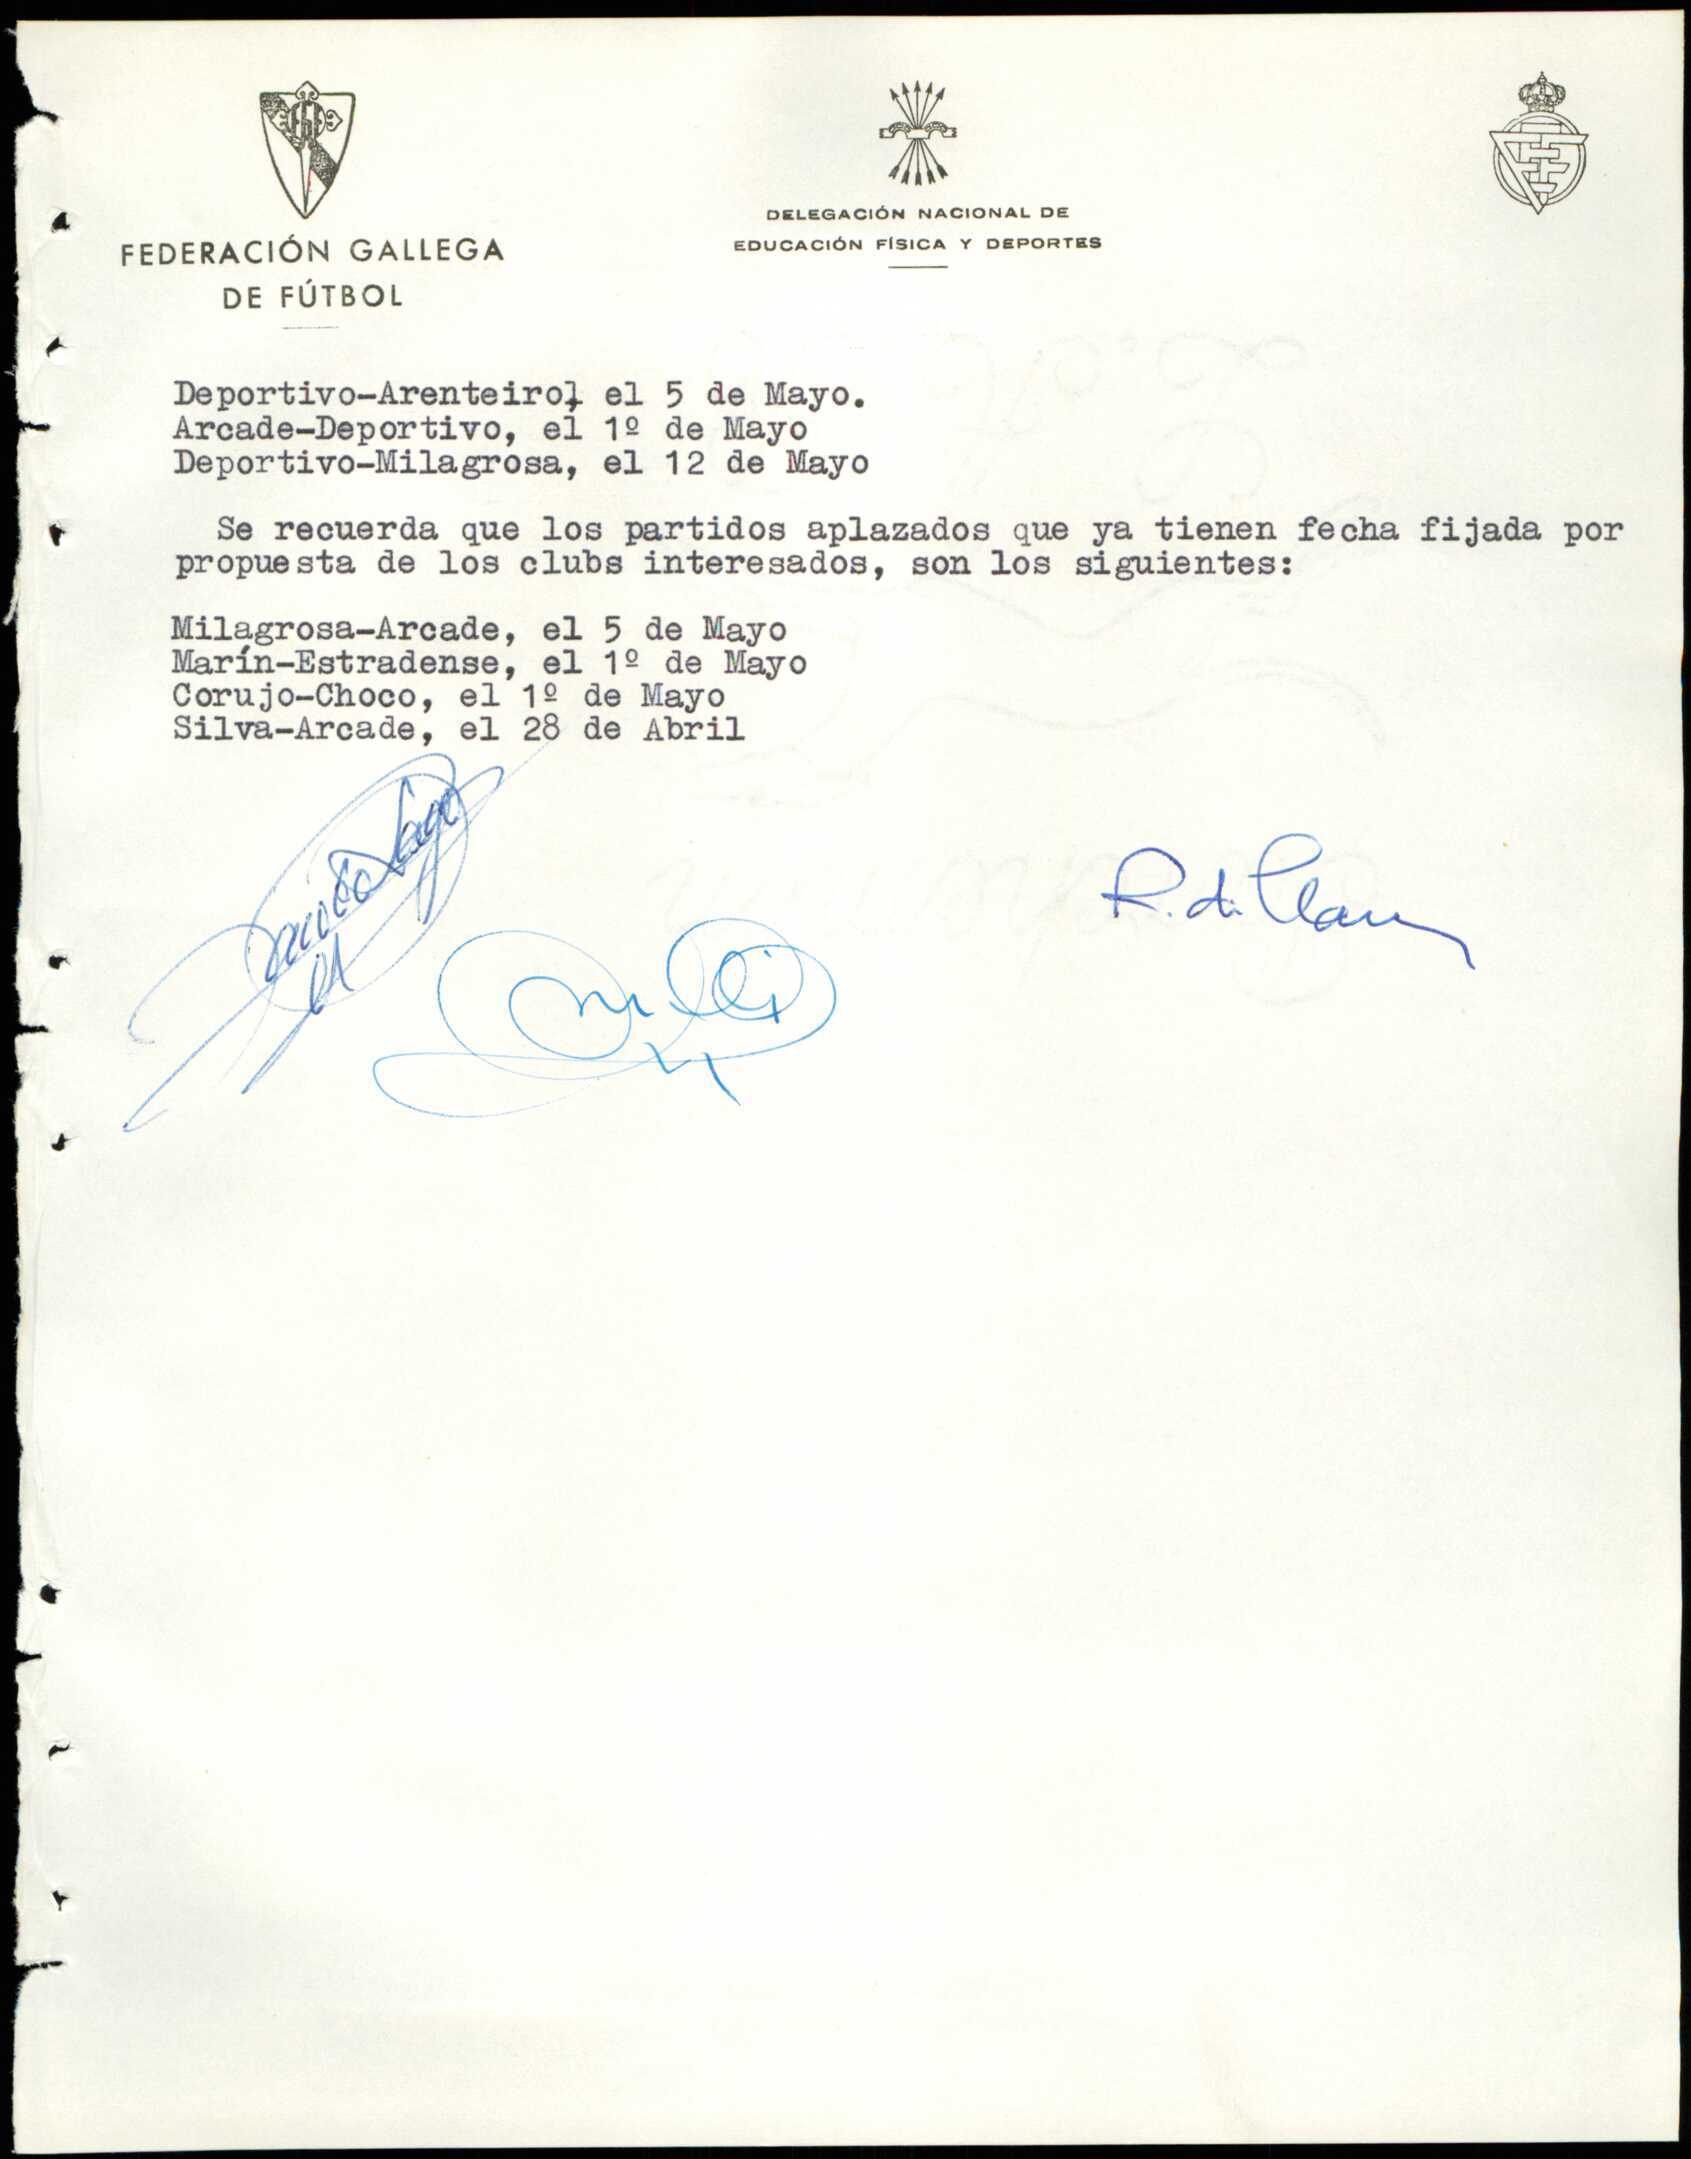 FEDERACIÓN GALLEGA
DE FÚTBOL
DELEGACIÓN NACIONAL DE
EDUCACIÓN FÍSICA Y DEPORTES
Deportivo-Arenteiro, el 5 de Mayo.
Arcade-Deportivo, el 1º de Mayo
Deportivo-Milagrosa, el 12 de Mayo
Se recuerda que los partidos aplazados que ya tienen fecha fijada por
propuesta de los clubs interesados, son los siguientes:
Milagrosa-Arcade, el 5 de Mayo
Marín-Estradense, el 1º de Mayo
Corujo-Choco, el 1º de Mayo
Silva-Arcade, el 28 de Abril